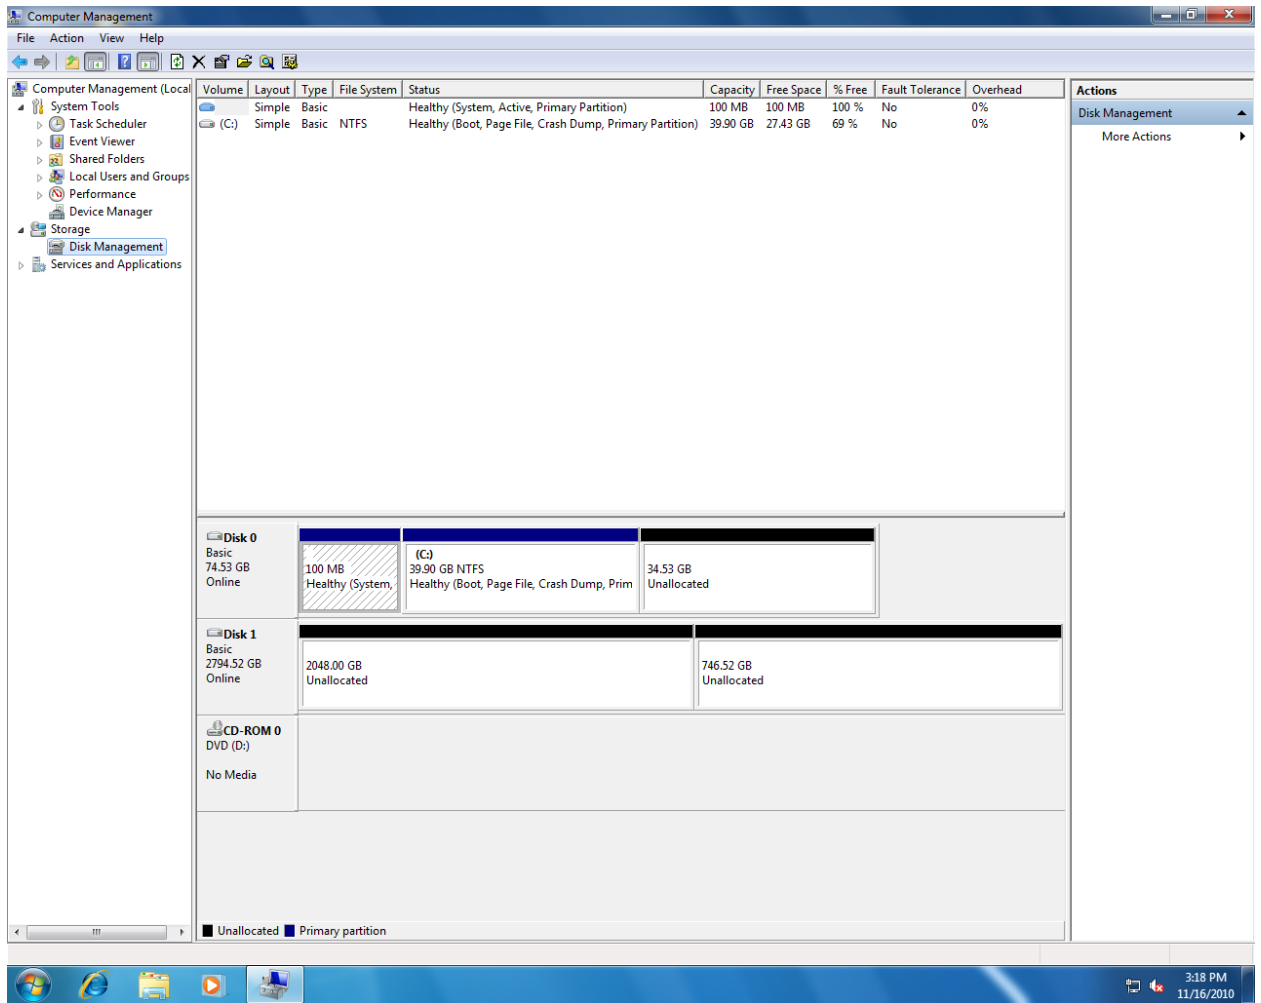 Computer Management
File Action View Help
Computer Management (Local
System Tools
Task Scheduler
Event Viewer
Shared Folders
Local Users and Groups
Performance
Device Manager
Storage
Disk Management
Services and Applications
Volume Layout Type File System Status Capacity Free Space % Free Fault Tolerance Overhead
Simple Basic Healthy (System, Active, Primary Partition) 100 MB 100 MB 100 % No 0%
(C:) Simple Basic NTFS Healthy (Boot, Page File, Crash Dump, Primary Partition) 39.90 GB 27.43 GB 69 % No 0%
Actions
Disk Management
More Actions
Disk 0
Basic
74.53 GB
Online
100 MB
Healthy (System,
(C:)
39.90 GB NTFS
Healthy (Boot, Page File, Crash Dump, Prim
34.53 GB
Unallocated
Disk 1
Basic
2794.52 GB
Online
2048.00 GB
Unallocated
746.52 GB
Unallocated
CD-ROM 0
DVD (D:)
No Media
Unallocated Primary partition
3:18 PM
11/16/2010